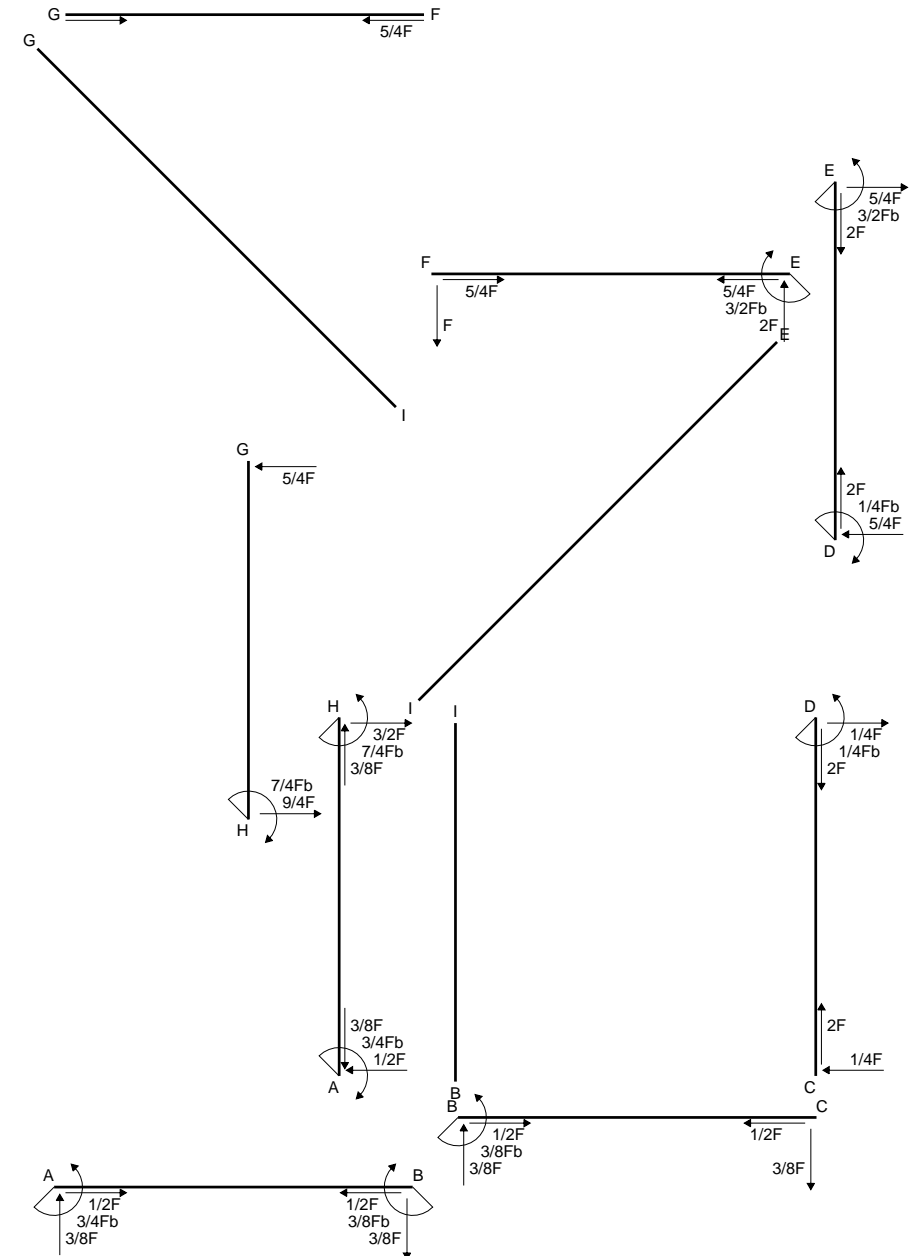 G F
5/4F
G
E
5/4F
3/2Fb
2F
F E
5/4F 5/4F
3/2Fb
F 2F
E
I
G
5/4F
2F
1/4Fb
5/4F
D
H I I D
3/2F
7/4Fb
3/8F
1/4F
1/4Fb
2F
7/4Fb
9/4F
H
3/8F
3/4Fb
1/2F
A
2F
1/4F
C
B
B C
1/2F 1/2F
3/8Fb
3/8F 3/8F
A B
1/2F 1/2F
3/4Fb 3/8Fb
3/8F 3/8F